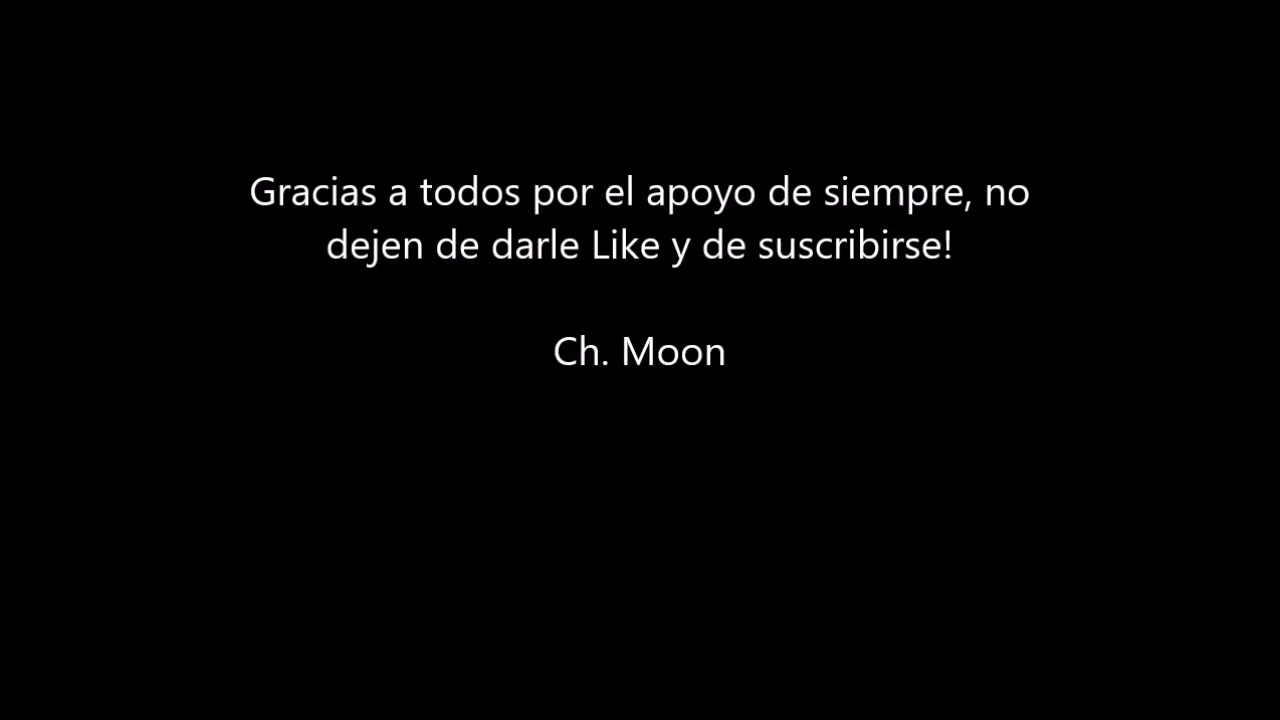 Gracias a todos por el apoyo de siempre, no
dejen de darle Like y de suscribirse!
Ch. Moon